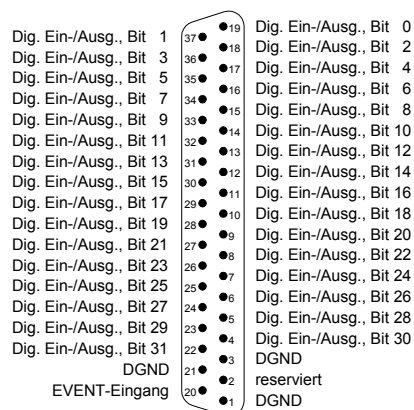 19 Dig. Ein-/Ausg., Bit 0
Dig. Ein-/Ausg., Bit 1 37
18 Dig. Ein-/Ausg., Bit 2
Dig. Ein-/Ausg., Bit 3 36
17 Dig. Ein-/Ausg., Bit 4
Dig. Ein-/Ausg., Bit 5 35
16 Dig. Ein-/Ausg., Bit 6
Dig. Ein-/Ausg., Bit 7 34
15 Dig. Ein-/Ausg., Bit 8
Dig. Ein-/Ausg., Bit 9 33
14 Dig. Ein-/Ausg., Bit 10
Dig. Ein-/Ausg., Bit 11 32
13 Dig. Ein-/Ausg., Bit 12
Dig. Ein-/Ausg., Bit 13 31
12 Dig. Ein-/Ausg., Bit 14
Dig. Ein-/Ausg., Bit 15 30
11 Dig. Ein-/Ausg., Bit 16
Dig. Ein-/Ausg., Bit 17 29
10 Dig. Ein-/Ausg., Bit 18
Dig. Ein-/Ausg., Bit 19 28
9 Dig. Ein-/Ausg., Bit 20
Dig. Ein-/Ausg., Bit 21 27
8 Dig. Ein-/Ausg., Bit 22
Dig. Ein-/Ausg., Bit 23 26
7 Dig. Ein-/Ausg., Bit 24
Dig. Ein-/Ausg., Bit 25 25
6 Dig. Ein-/Ausg., Bit 26
Dig. Ein-/Ausg., Bit 27 24
5 Dig. Ein-/Ausg., Bit 28
Dig. Ein-/Ausg., Bit 29 23
4 Dig. Ein-/Ausg., Bit 30
Dig. Ein-/Ausg., Bit 31 22
3 DGND
DGND 21
2 reserviert
EVENT-Eingang 20
1 DGND